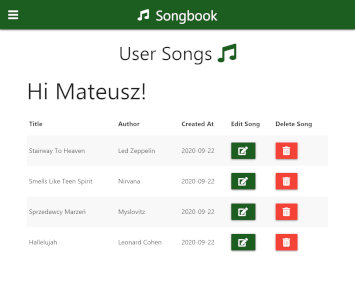 Songbook
User Songs
Hi Mateusz!
Title Author Created At Edit Song Delete Song
Stairway To Heaven Led Zeppelin 2020-09-22
Smells Like Teen Spirit Nirvana 2020-09-22
Sprzedawcy Marzeń Myslovitz 2020-09-22
Hallelujah Leonard Cohen 2020-09-22